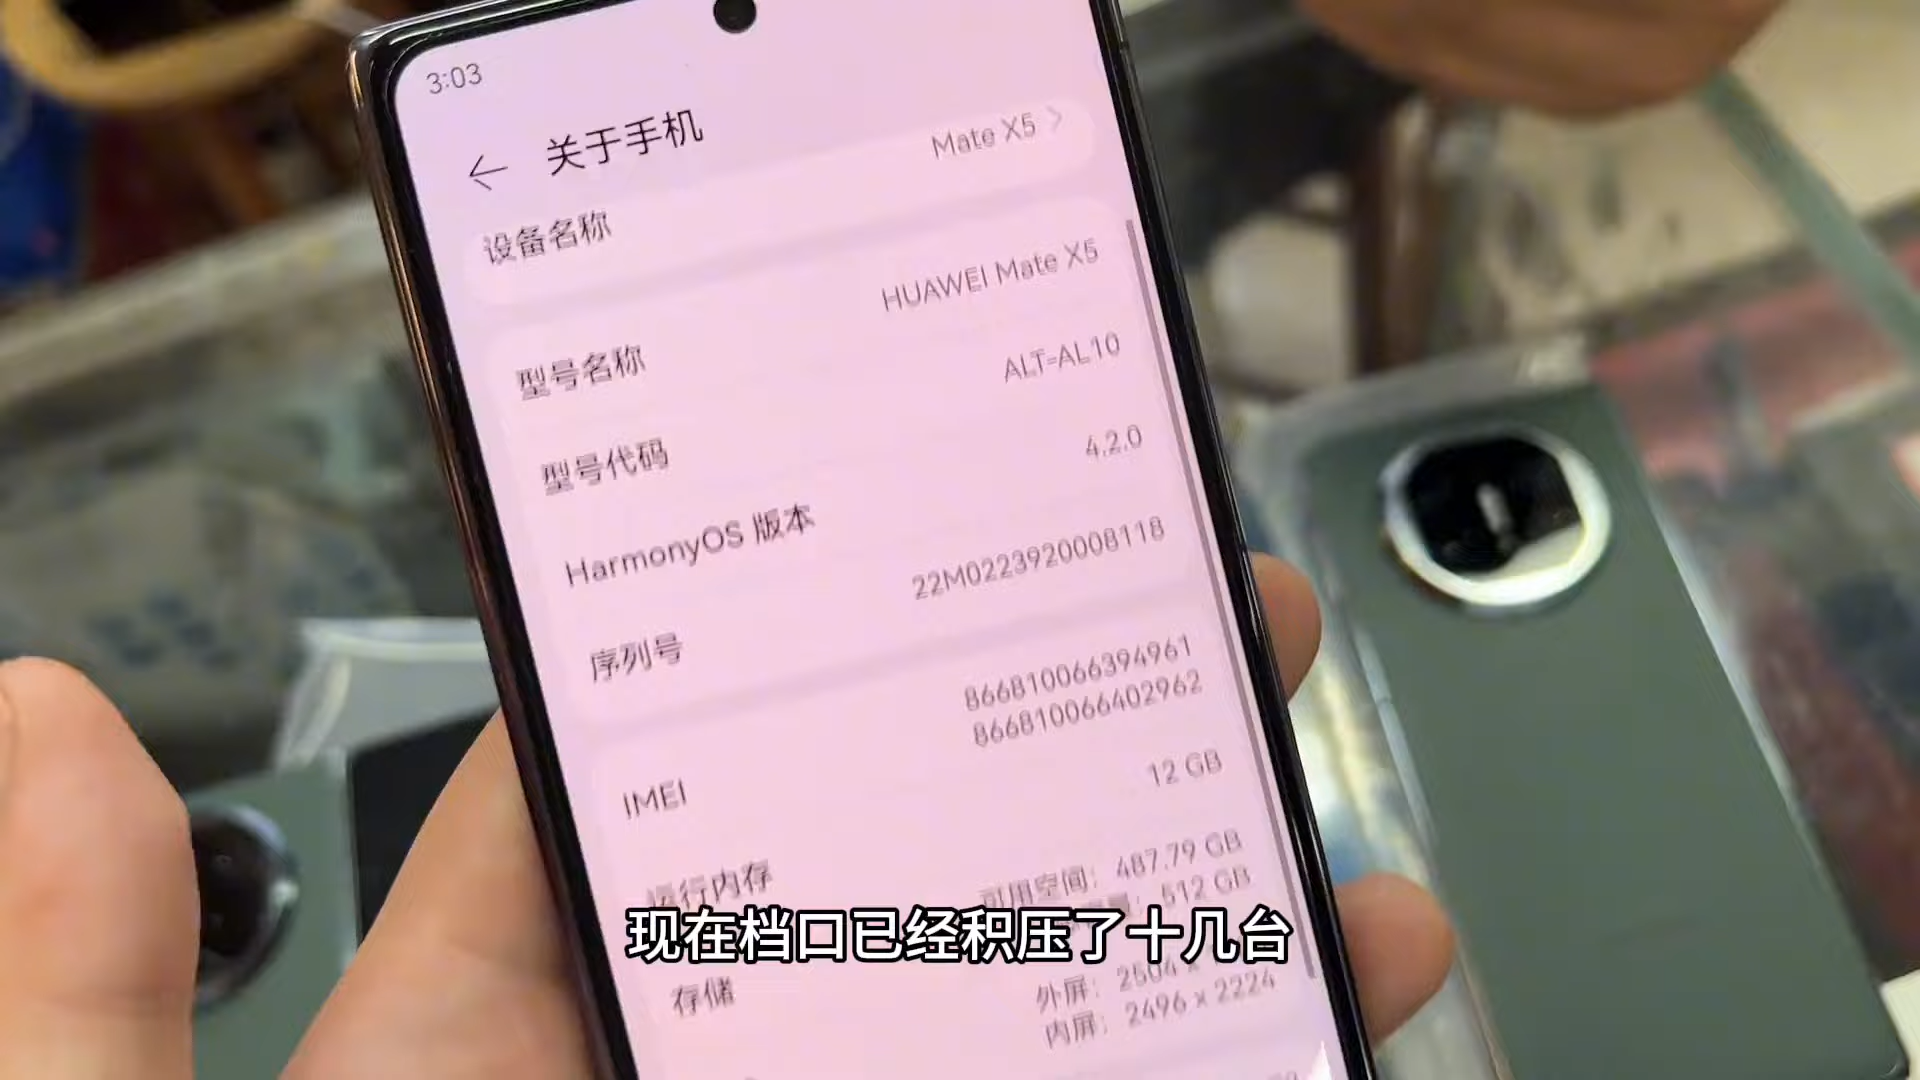 3:03
关于手机
设备名称
Mate X5
型号名称
HUAWEI Mate X5
型号代码
ALT-AL10
HarmonyOS 版本
4.2.0
序列号
22M0223920008118
IMEI
866810066394961
866810066402962
运行内存
12 GB
存储
可用空间: 487.79 GB
512 GB
外屏: 2504 x
内屏: 2496 x 2224
现在档口已经积压了十几台